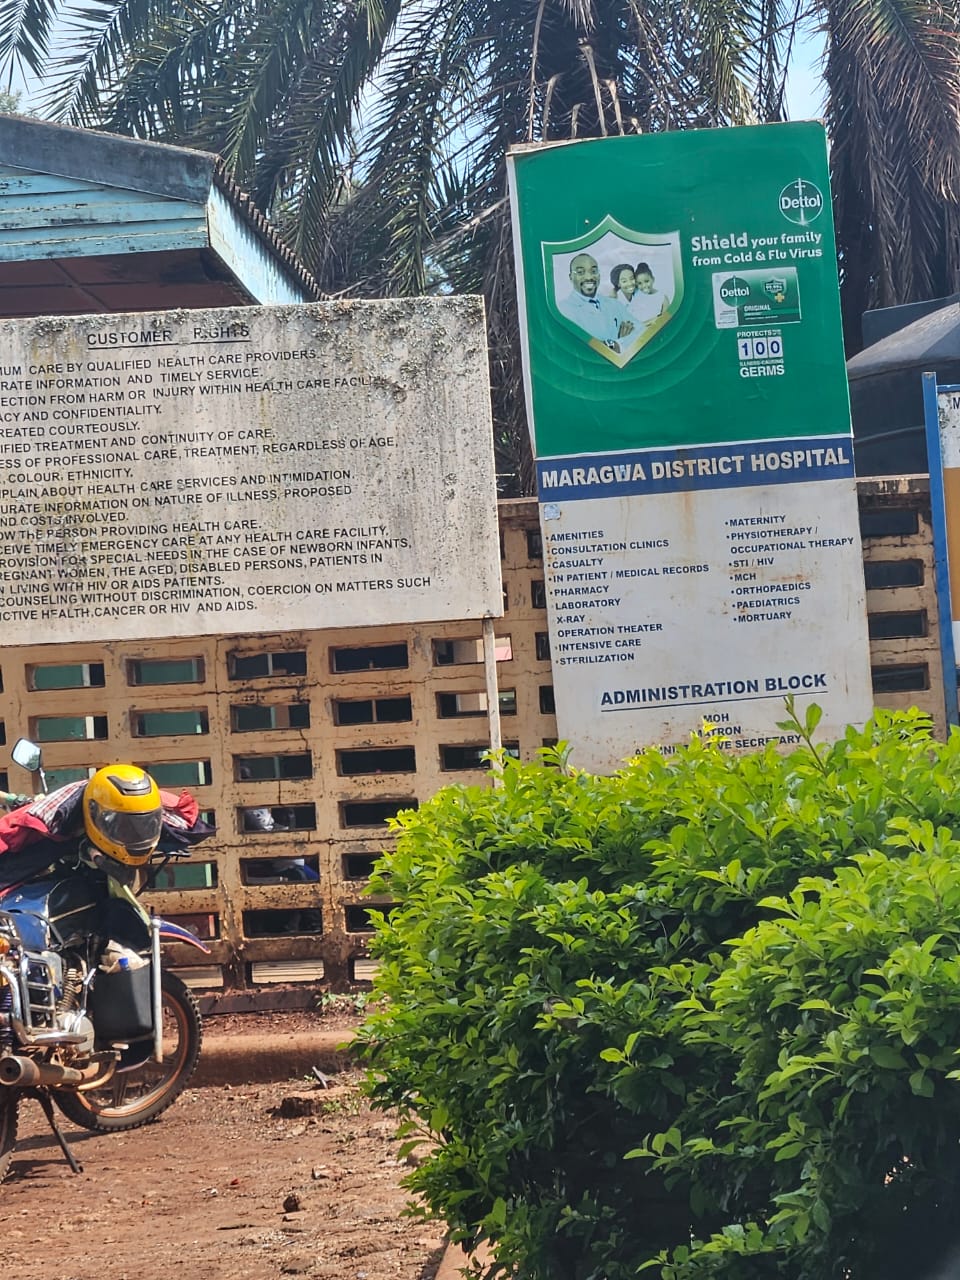 CUSTOMER RIGHTS
MUM CARE BY QUALIFIED HEALTH CARE PROVIDERS.
RATE INFORMATION AND TIMELY SERVICE.
ECTION FROM HARM OR INJURY WITHIN HEALTH CARE FACILI
ACY AND CONFIDENTIALITY.
REATED COURTEOUSLY.
IFIED TREATMENT AND CONTINUITY OF CARE.
ESS OF PROFESSIONAL CARE, TREATMENT, REGARDLESS OF AGE,
, COLOUR, ETHNICITY.
MPLAIN ABOUT HEALTH CARE SERVICES AND INTIMIDATION.
URATE INFORMATION ON NATURE OF ILLNESS, PROPOSED
ND COSTS INVOLVED.
OW THE PERSON PROVIDING HEALTH CARE.
CEIVE TIMELY EMERGENCY CARE AT ANY HEALTH CARE FACILITY,
ROVISION FOR SPECIAL NEEDS IN THE CASE OF NEWBORN INFANTS,
REGNANT WOMEN, THE AGED, DISABLED PERSONS, PATIENTS IN
N LIVING WITH HIV OR AIDS PATIENTS.
COUNSELING WITHOUT DISCRIMINATION, COERCION ON MATTERS SUCH
UCTIVE HEALTH, CANCER OR HIV AND AIDS.
Dettol
Shield your family
from Cold & Flu Virus
Dettol
ORIGINAL
PROTECTS
100
ILLNESS-CAUSING
GERMS
MARAGWA DISTRICT HOSPITAL
•AMENITIES
CONSULTATION CLINICS
•CASUALTY
•IN PATIENT / MEDICAL RECORDS
•PHARMACY
•LABORATORY
X-RAY
OPERATION THEATER
•INTENSIVE CARE
•STERILIZATION
•MATERNITY
•PHYSIOTHERAPY /
OCCUPATIONAL THERAPY
•STI / HIV
•MCH
•ORTHOPAEDICS
•PAEDIATRICS
•MORTUARY
ADMINISTRATION BLOCK
MOH
MATRON
SECRETARY